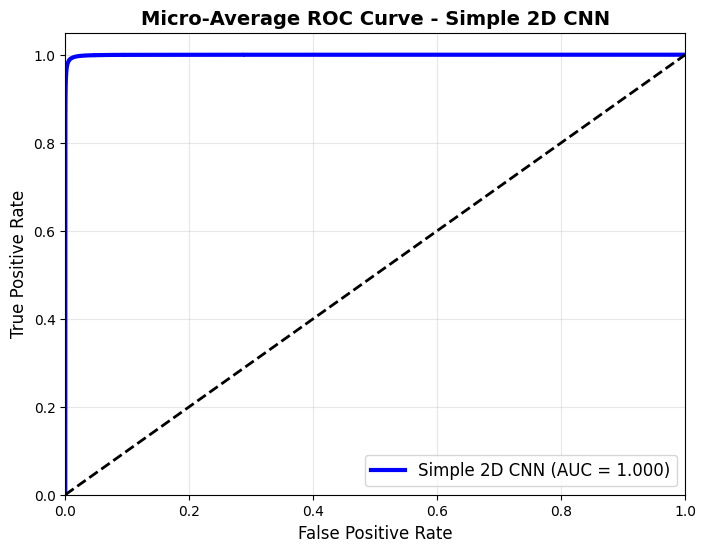 Micro-Average ROC Curve - Simple 2D CNN
True Positive Rate
1.0
0.8
0.6
0.4
0.2
0.0
Simple 2D CNN (AUC = 1.000)
0.0 0.2 0.4 0.6 0.8 1.0
False Positive Rate